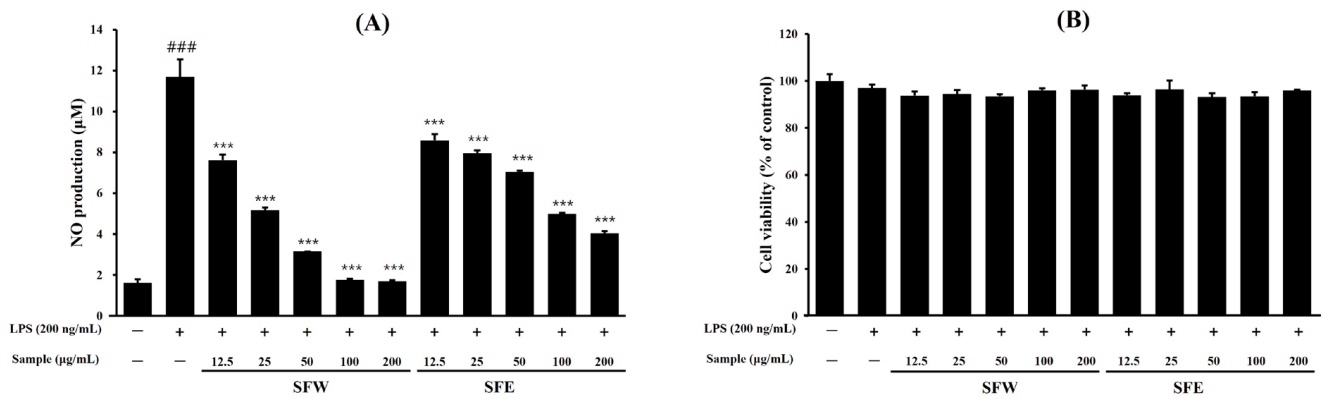 (A)
NO production (µM)
14
12
10
8
6
4
2
0
###
***
***
***
***
***
***
***
***
***
***
LPS (200 ng/mL) — + + + + + + + + + + +
Sample (µg/mL) — — 12.5 25 50 100 200 12.5 25 50 100 200
SFW SFE
(B)
Cell viability (% of control)
120
100
80
60
40
20
0
LPS (200 ng/mL) — + + + + + + + + + + +
Sample (µg/mL) — — 12.5 25 50 100 200 12.5 25 50 100 200
SFW SFE